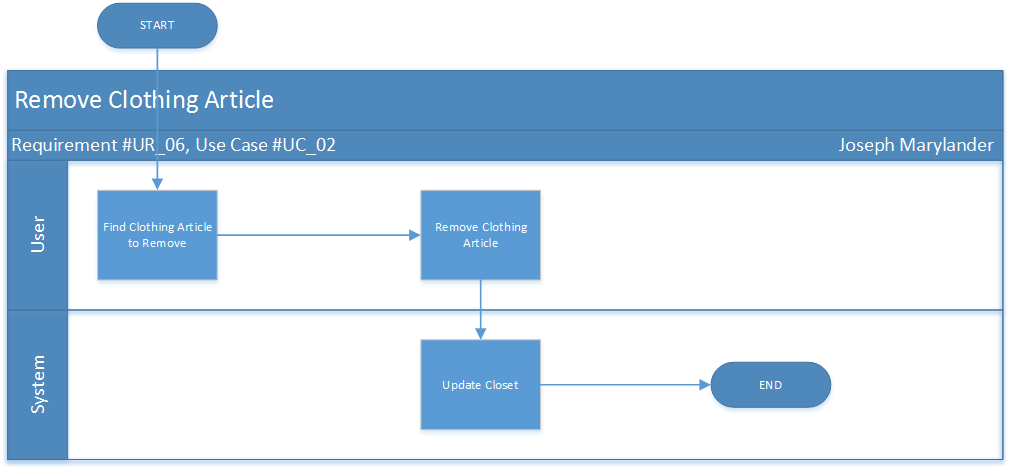 START
Remove Clothing Article
Requirement #UR_06, Use Case #UC_02
Joseph Marylander
User
Find Clothing Article
to Remove
Remove Clothing
Article
System
Update Closet
END